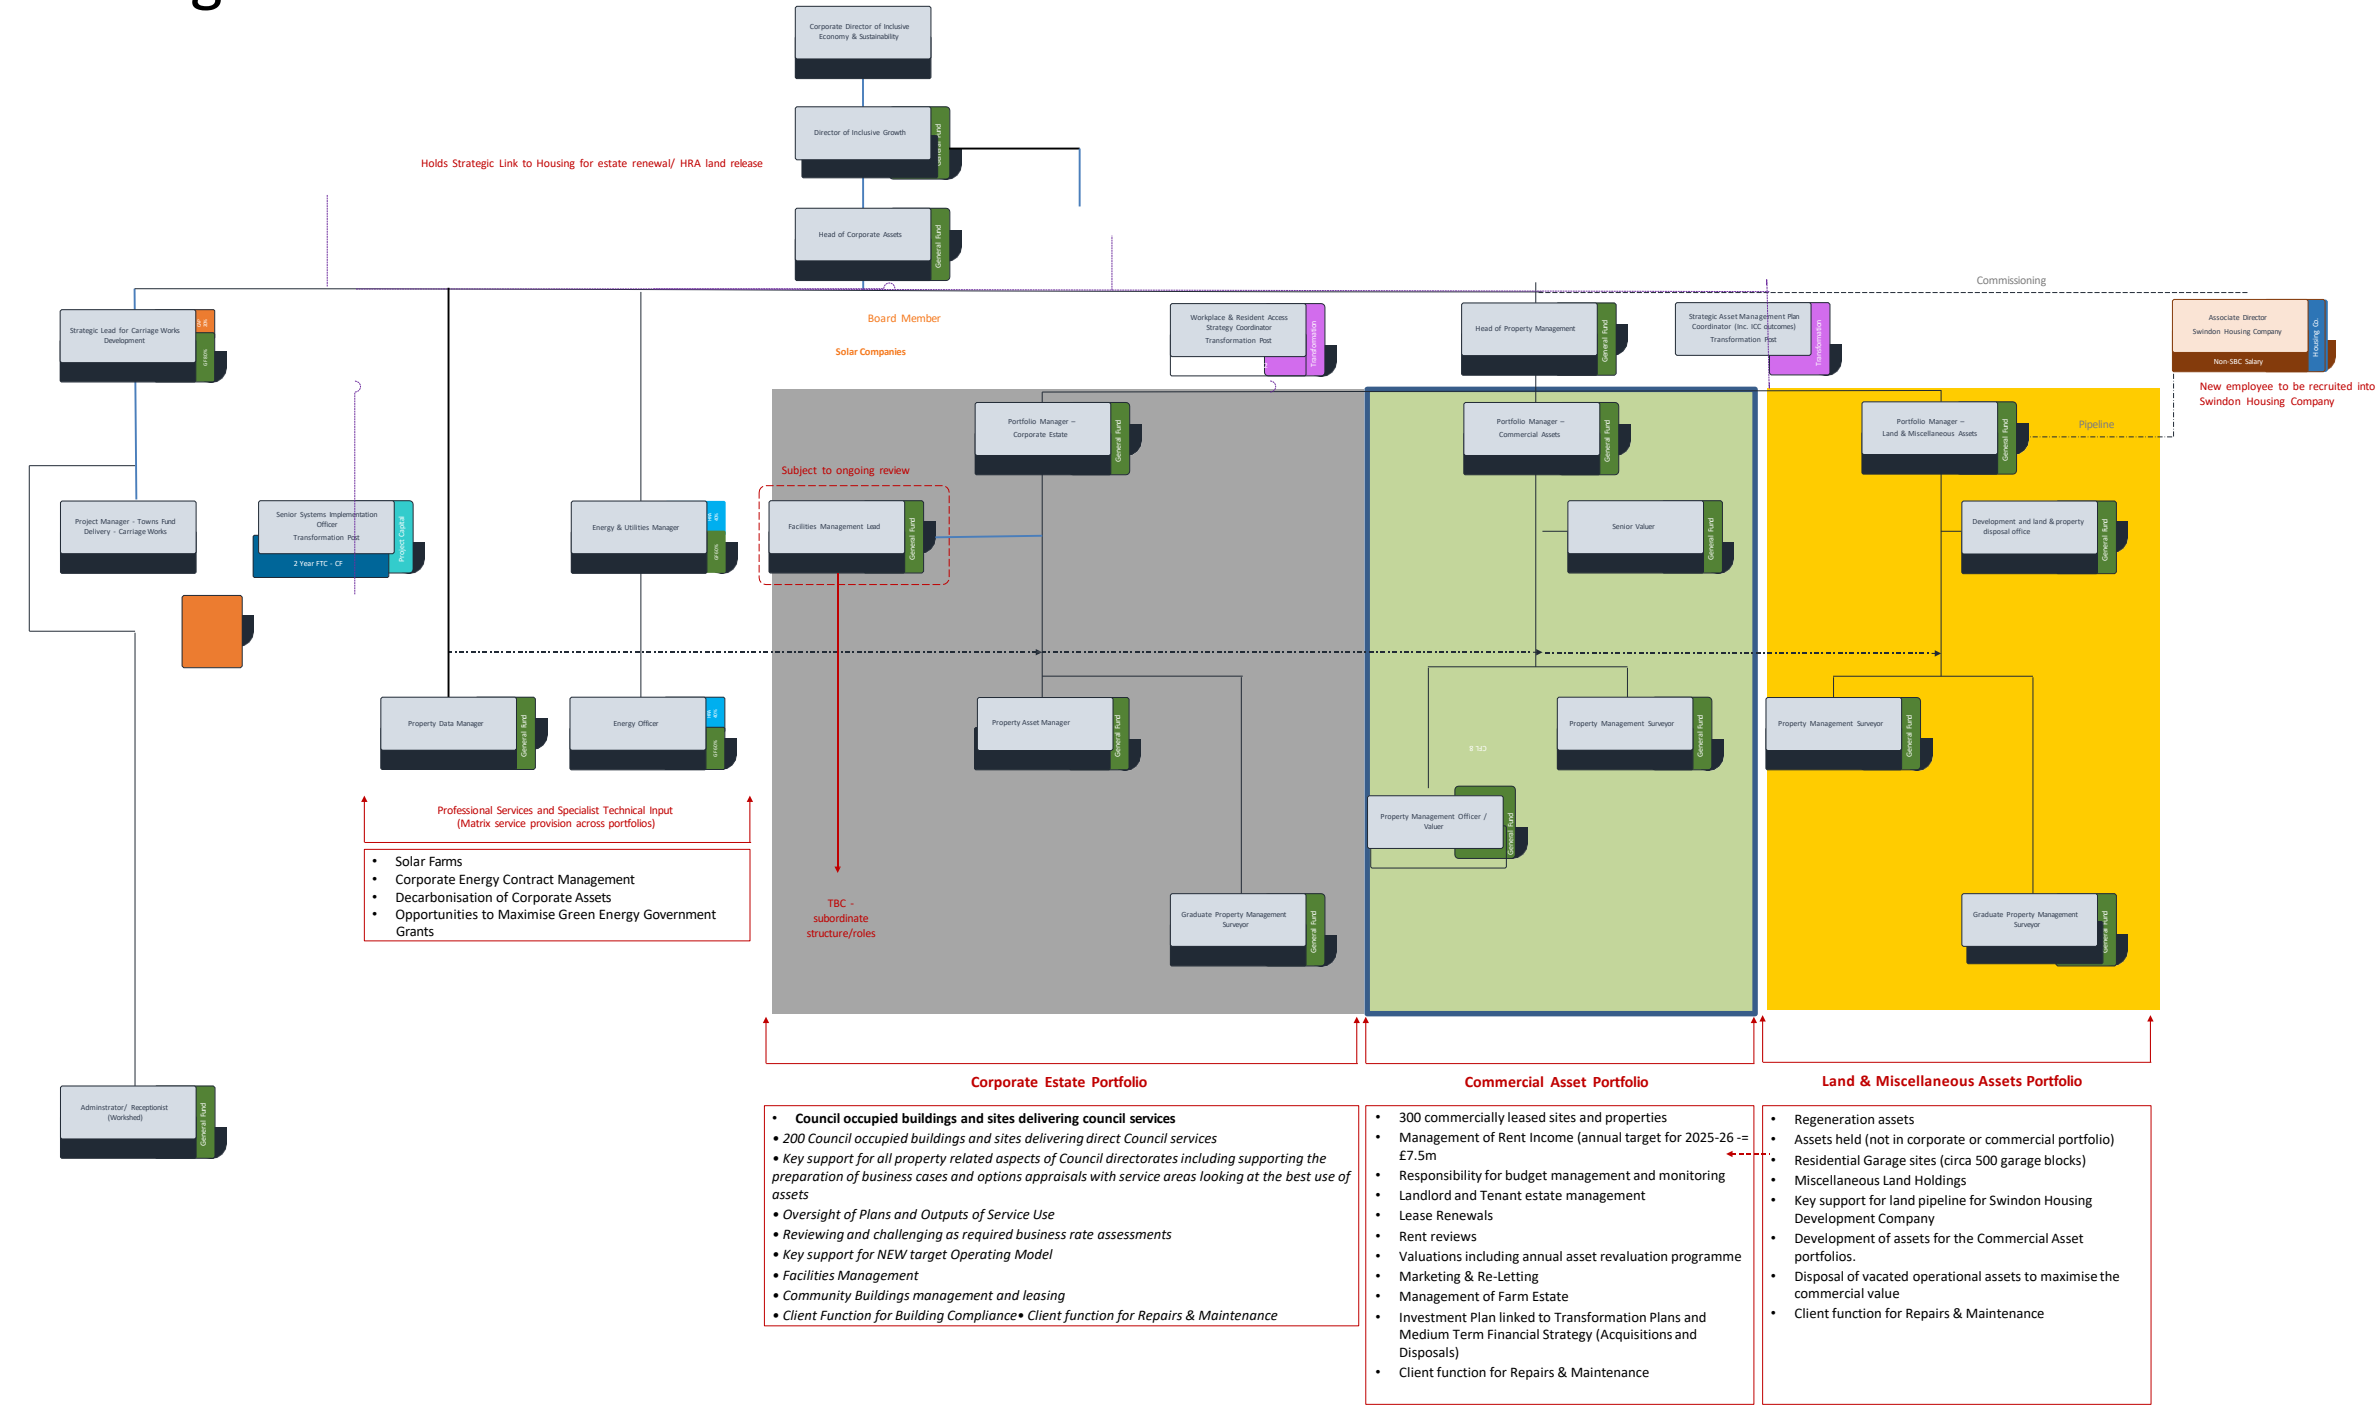 g
Corporate Director of Inclusive
Economy & Sustainability
Director of Inclusive Growth
General Fund
Holds Strategic Link to Housing for estate renewal/ HRA land release
Head of Corporate Assets
General Fund
Commissioning
Strategic Lead for Carriage Works
Development
GF 60%
Board Member
Solar Companies
Workplace & Resident Access
Strategy Coordinator
Transformation Post
Transformation
Head of Property Management
General Fund
Strategic Asset Management Plan
Coordinator (Inc. ICC outcomes)
Transformation Post
Transformation
Associate Director
Swindon Housing Company
Non-SBC Salary
Housing Co.
New employee to be recruited into
Swindon Housing Company
Portfolio Manager –
Corporate Estate
General Fund
Portfolio Manager –
Commercial Assets
General Fund
Portfolio Manager –
Land & Miscellaneous Assets
General Fund
Pipeline
Subject to ongoing review
Project Manager - Towns Fund
Delivery - Carriage Works
Senior Systems Implementation
Officer
Transformation Post
2 Year FTC - CF
Project Capital
Energy & Utilities Manager
HRA 40%
GF 60%
Facilities Management Lead
General Fund
Senior Valuer
General Fund
Development and land & property
disposal office
General Fund
Property Data Manager
General Fund
Energy Officer
HRA 40%
GF 60%
Property Asset Manager
General Fund
Property Management Surveyor
General Fund
Property Management Surveyor
General Fund
Property Management Officer /
Valuer
General Fund
Professional Services and Specialist Technical Input
(Matrix service provision across portfolios)
• Solar Farms
• Corporate Energy Contract Management
• Decarbonisation of Corporate Assets
• Opportunities to Maximise Green Energy Government
Grants
TBC -
subordinate
structure/roles
Graduate Property Management
Surveyor
General Fund
Graduate Property Management
Surveyor
General Fund
Adminstrator/ Receptionist
(Workshed)
General Fund
Corporate Estate Portfolio
• Council occupied buildings and sites delivering council services
• 200 Council occupied buildings and sites delivering direct Council services
• Key support for all property related aspects of Council directorates including supporting the
preparation of business cases and options appraisals with service areas looking at the best use of
assets
• Oversight of Plans and Outputs of Service Use
• Reviewing and challenging as required business rate assessments
• Key support for NEW target Operating Model
• Facilities Management
• Community Buildings management and leasing
• Client Function for Building Compliance• Client function for Repairs & Maintenance
Commercial Asset Portfolio
• 300 commercially leased sites and properties
• Management of Rent Income (annual target for 2025-26 -=
£7.5m
• Responsibility for budget management and monitoring
• Landlord and Tenant estate management
• Lease Renewals
• Rent reviews
• Valuations including annual asset revaluation programme
• Marketing & Re-Letting
• Management of Farm Estate
• Investment Plan linked to Transformation Plans and
Medium Term Financial Strategy (Acquisitions and
Disposals)
• Client function for Repairs & Maintenance
Land & Miscellaneous Assets Portfolio
• Regeneration assets
• Assets held (not in corporate or commercial portfolio)
• Residential Garage sites (circa 500 garage blocks)
• Miscellaneous Land Holdings
• Key support for land pipeline for Swindon Housing
Development Company
• Development of assets for the Commercial Asset
portfolios.
• Disposal of vacated operational assets to maximise the
commercial value
• Client function for Repairs & Maintenance